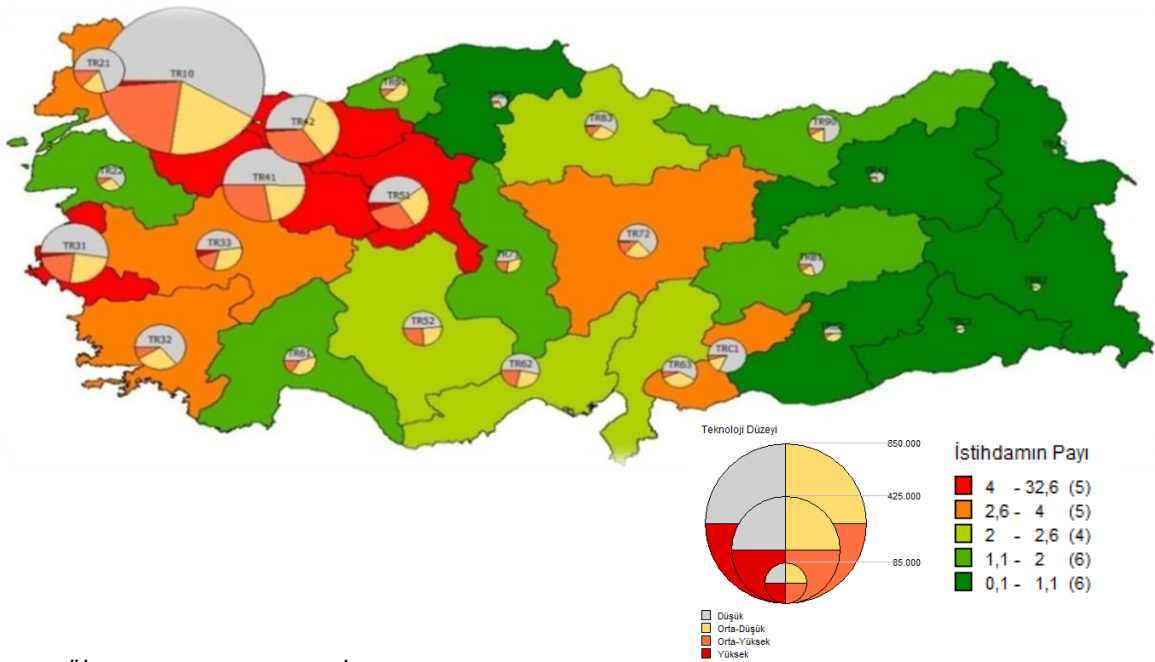 TR21
TR10
TR42
TR83
TR90
TR41
TR22
TR51
TR31
TR33
TR72
TR71
TR52
TR32
TR61
TR62
TR63
TRC1
Teknoloji Düzeyi
850.000
425.000
85.000
Düşük
Orta-Düşük
Orta-Yüksek
Yüksek
İstihdamın Payı
4 - 32,6 (5)
2,6 - 4 (5)
2 - 2,6 (4)
1,1 - 2 (6)
0,1 - 1,1 (6)